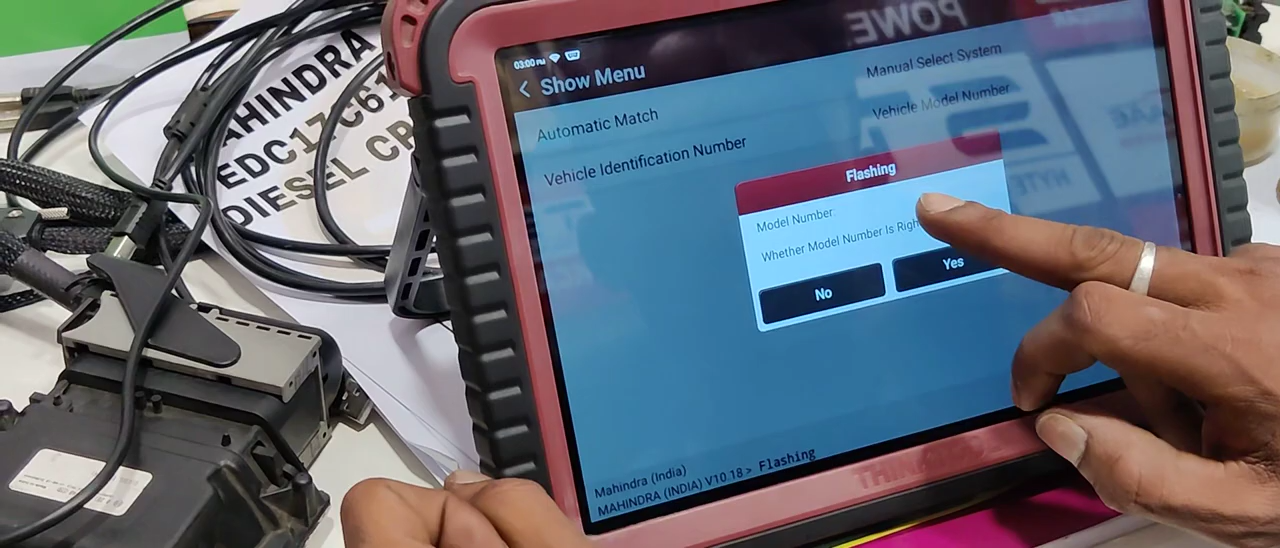 MAHINDRA
EDC17C61
DIESEL
03:00 PM
Show Menu
Automatic Match
Manual Select System
Vehicle Identification Number
Vehicle Model Number
Flashing
Model Number:
Whether Model Number Is
No
Yes
Mahindra (India)
MAHINDRA (INDIA) V10.18 > Flashing